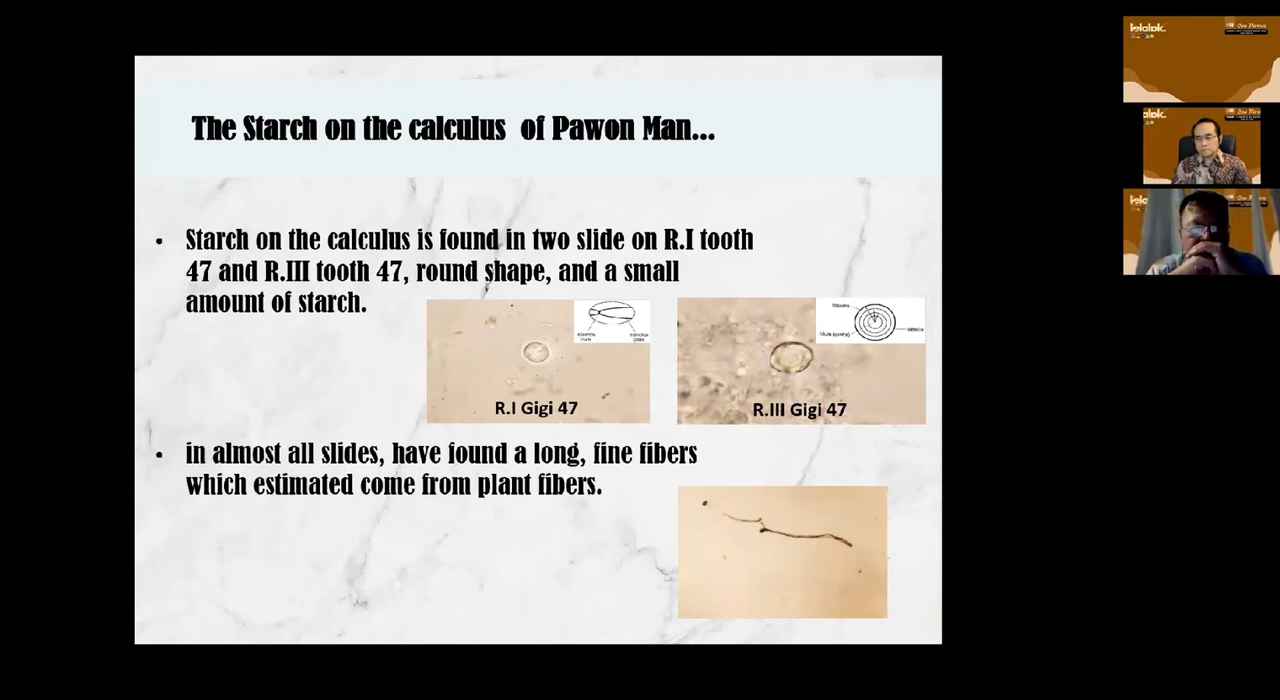 The Starch on the calculus of Pawon Man...
• Starch on the calculus is found in two slide on R.I tooth
47 and R.III tooth 47, round shape, and a small
amount of starch.
R.I Gigi 47
R.III Gigi 47
• in almost all slides, have found a long, fine fibers
which estimated come from plant fibers.